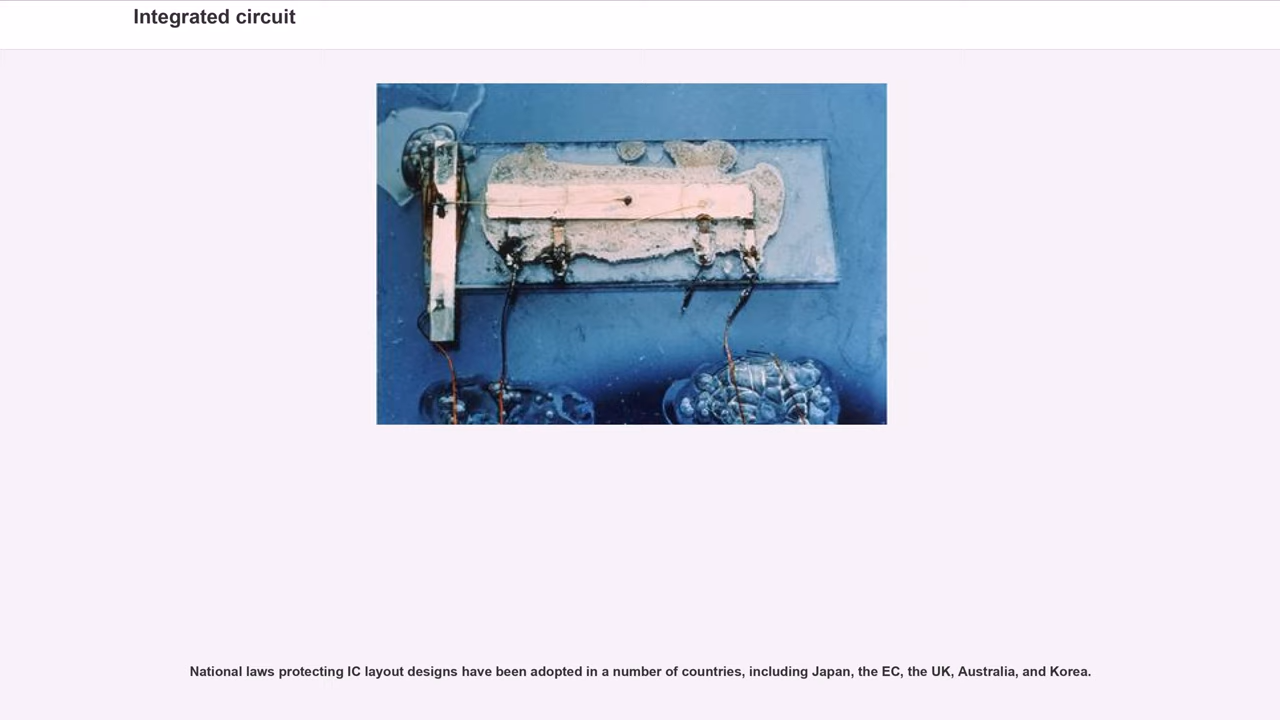 Integrated circuit
National laws protecting IC layout designs have been adopted in a number of countries, including Japan, the EC, the UK, Australia, and Korea.